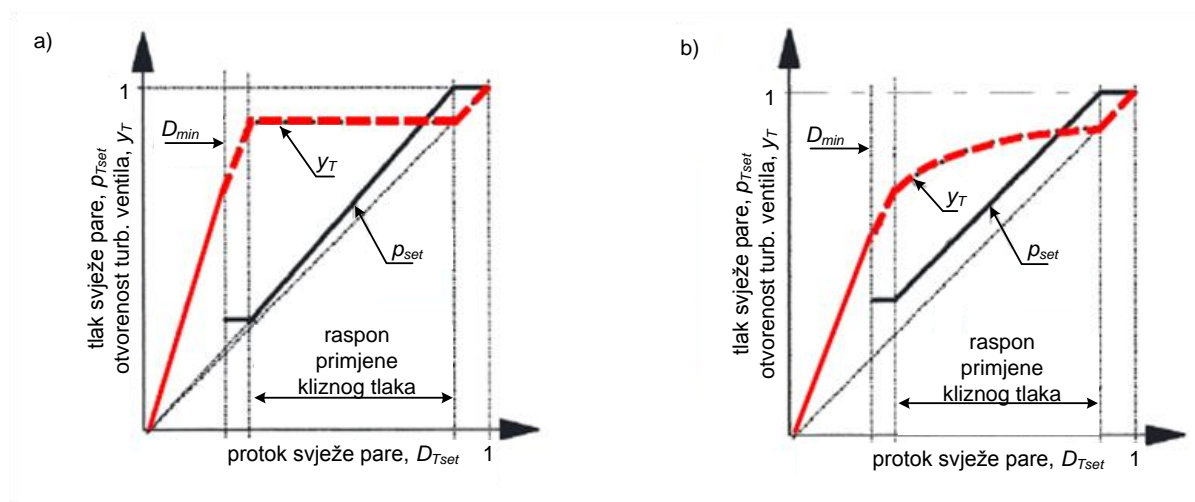 a)
1
D_min
y_T
p_set
tlak svježe pare, p_Tset
otvorenost turb. ventila, y_T
raspon
primjene
kliznog tlaka
protok svježe pare, D_Tset
1
b)
1
D_min
y_T
p_set
tlak svježe pare, p_Tset
otvorenost turb. ventila, y_T
raspon
primjene
kliznog tlaka
protok svježe pare, D_Tset
1